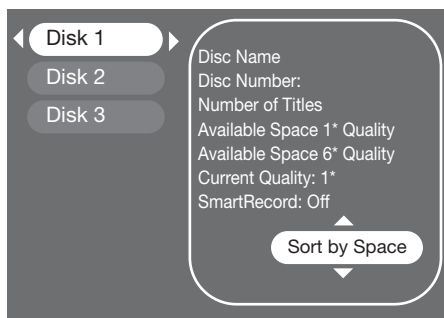 Disk 1
Disk 2
Disk 3
Disc Name
Disc Number:
Number of Titles
Available Space 1* Quality
Available Space 6* Quality
Current Quality: 1*
SmartRecord: Off
Sort by Space